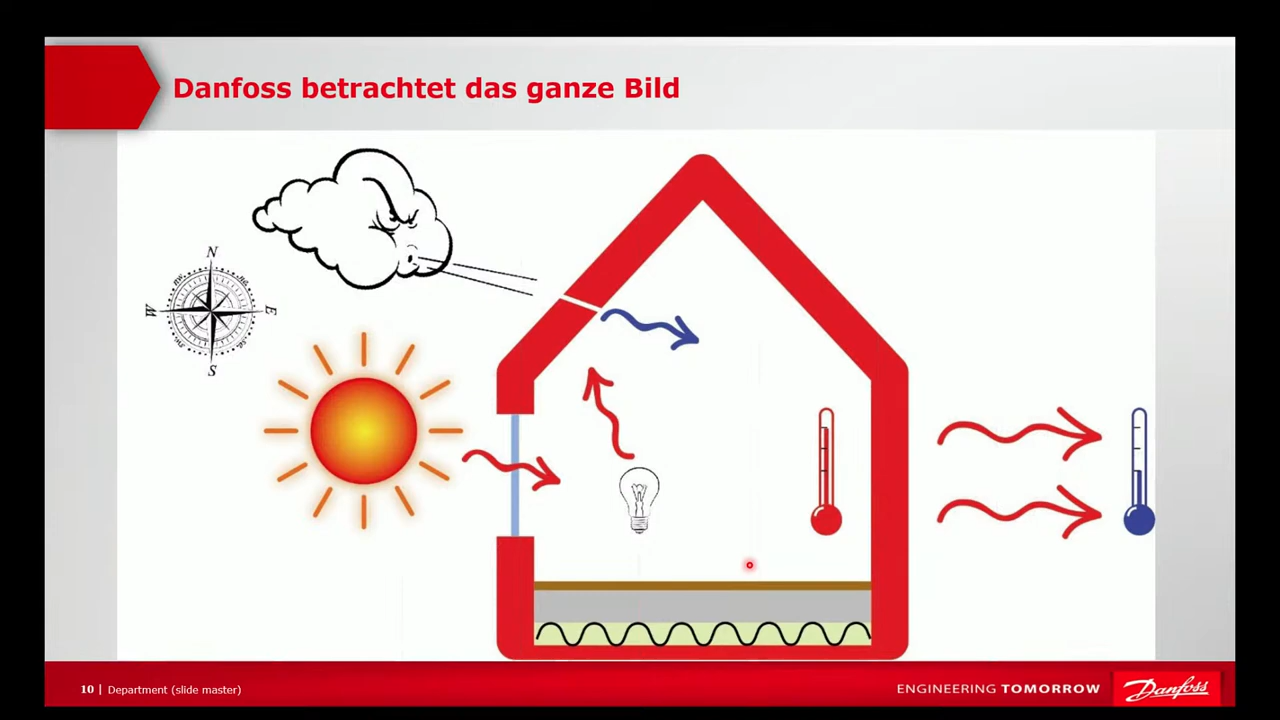 Danfoss betrachtet das ganze Bild
N
W
E
S
10 | Department (slide master)
ENGINEERING TOMORROW
Danfoss